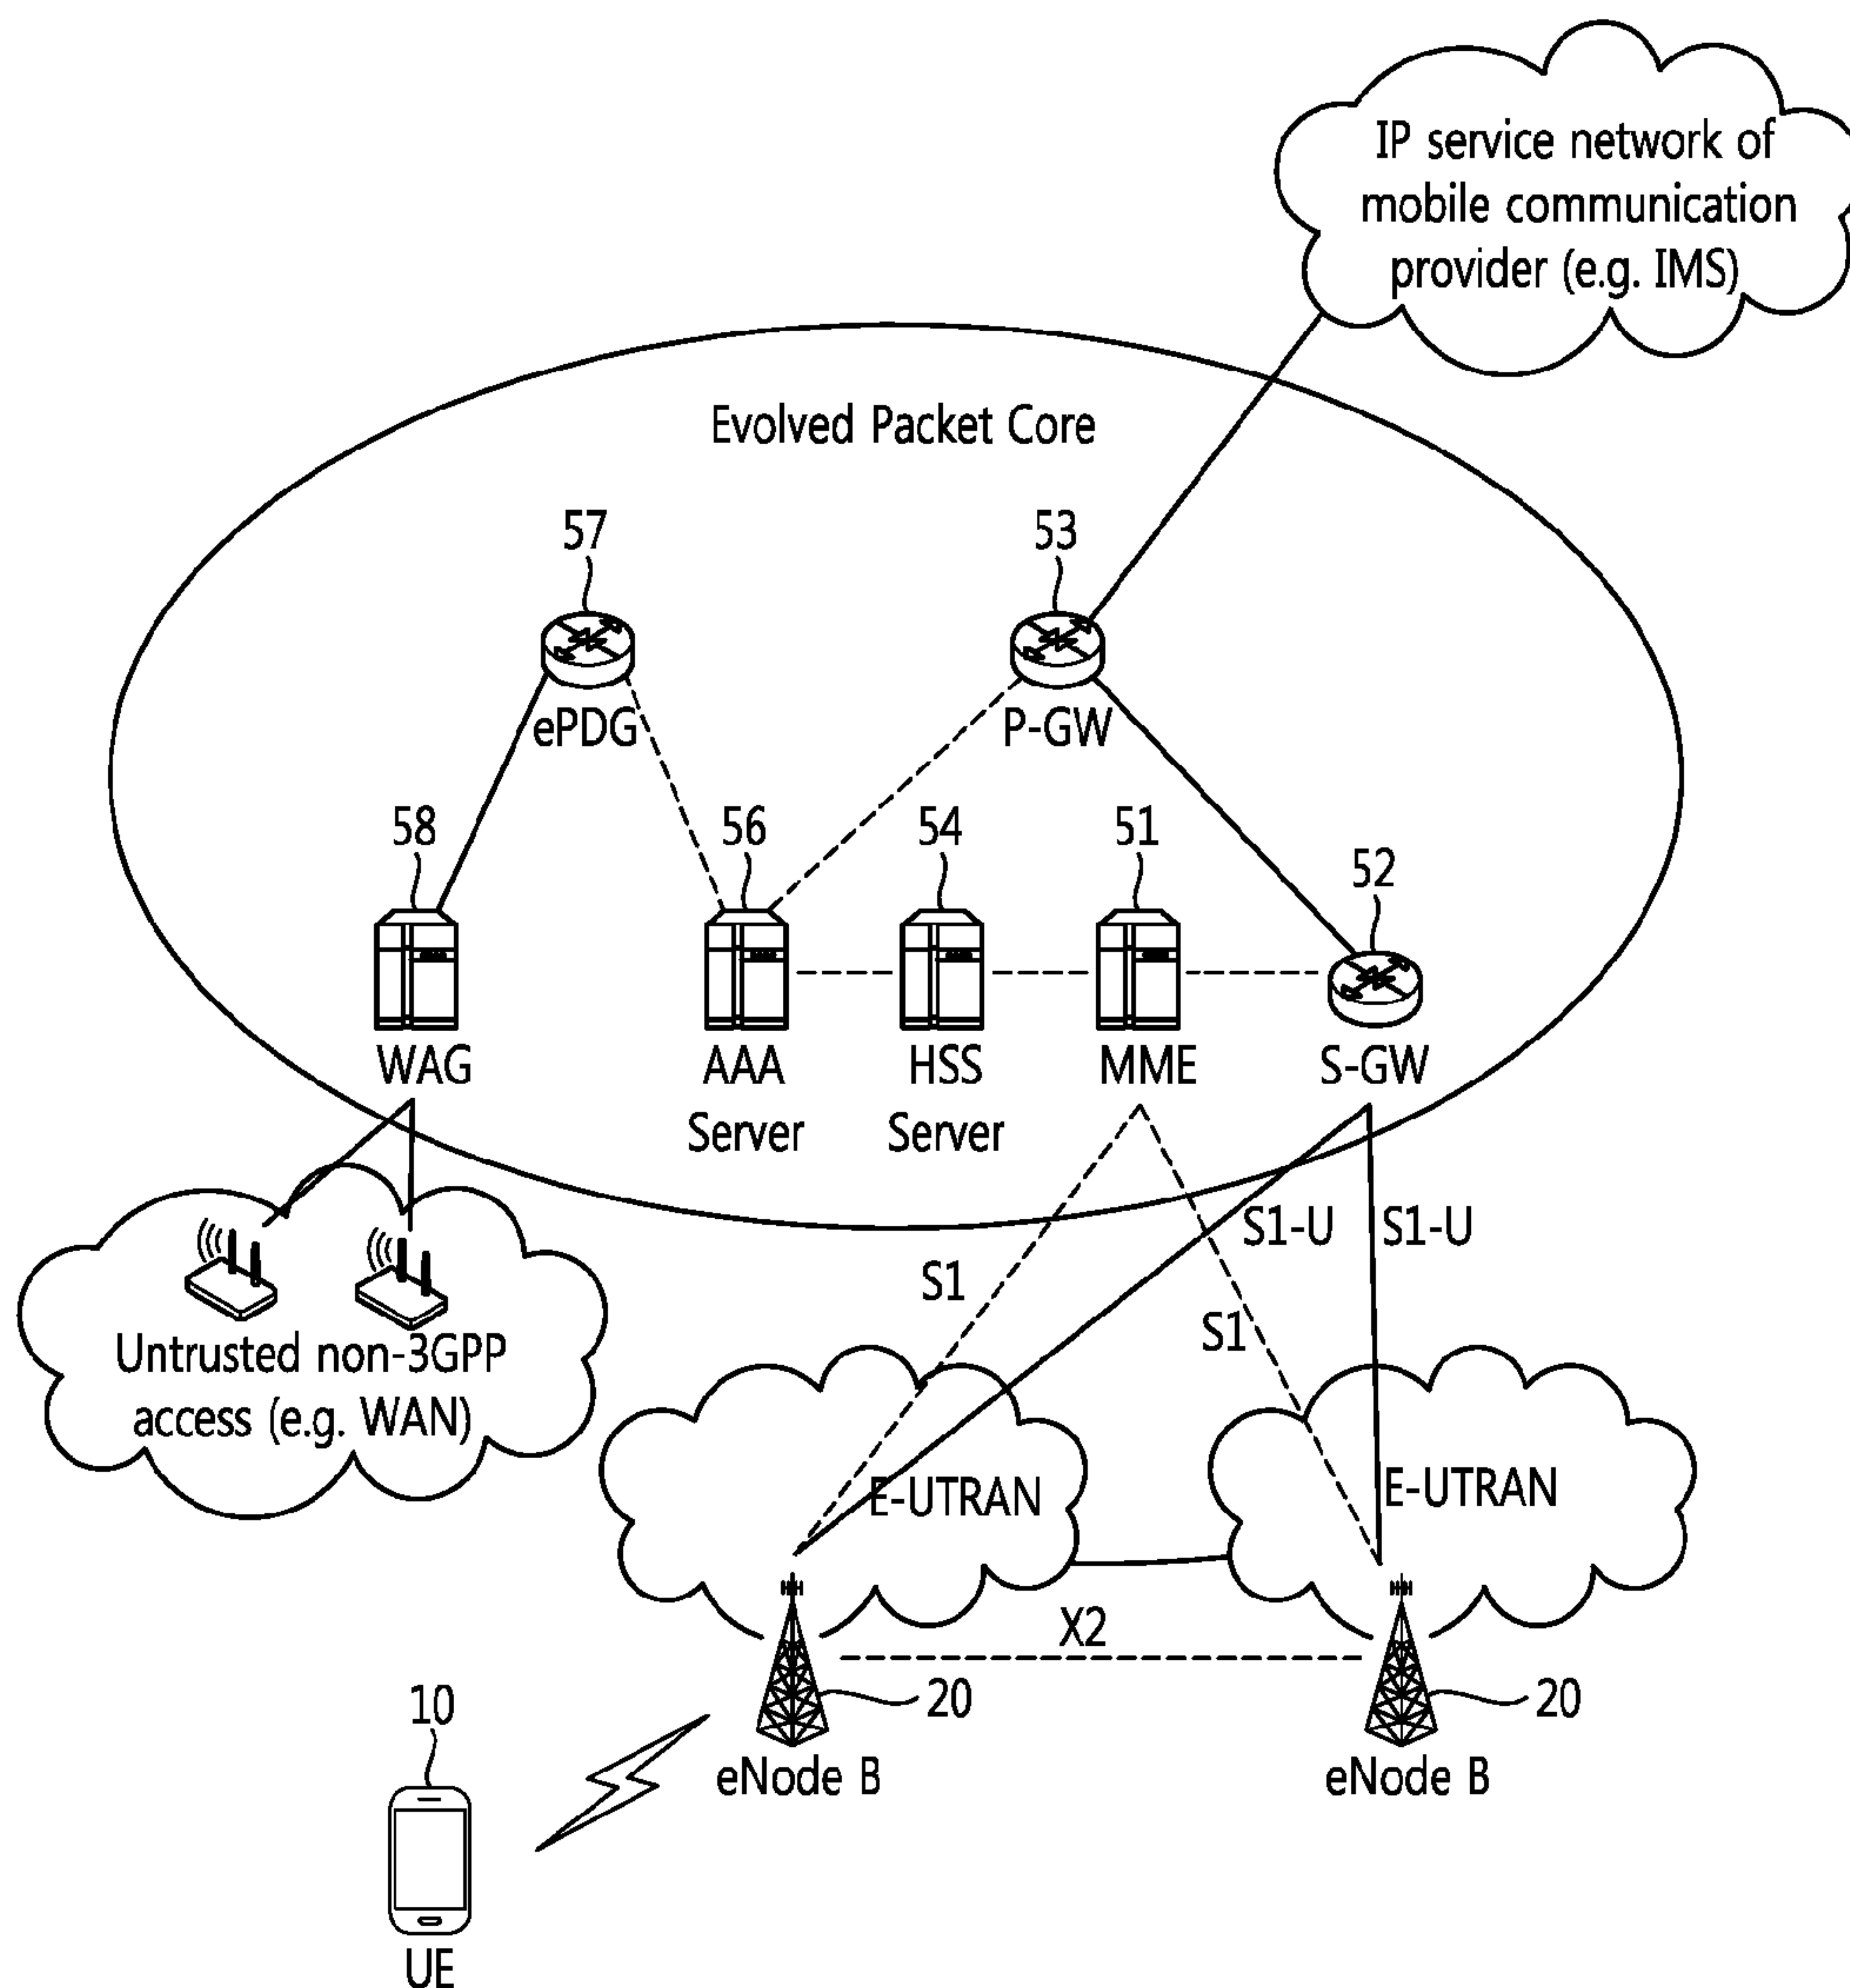 IP service network of
mobile communication
provider (e.g. IMS)
Evolved Packet Core
57
53
ePDG
P-GW
58
56
54
51
52
WAG
AAA
Server
HSS
Server
MME
S-GW
S1
S1-U
S1-U
S1
Untrusted non-3GPP
access (e.g. WAN)
E-UTRAN
E-UTRAN
X2
20
20
eNode B
eNode B
10
UE